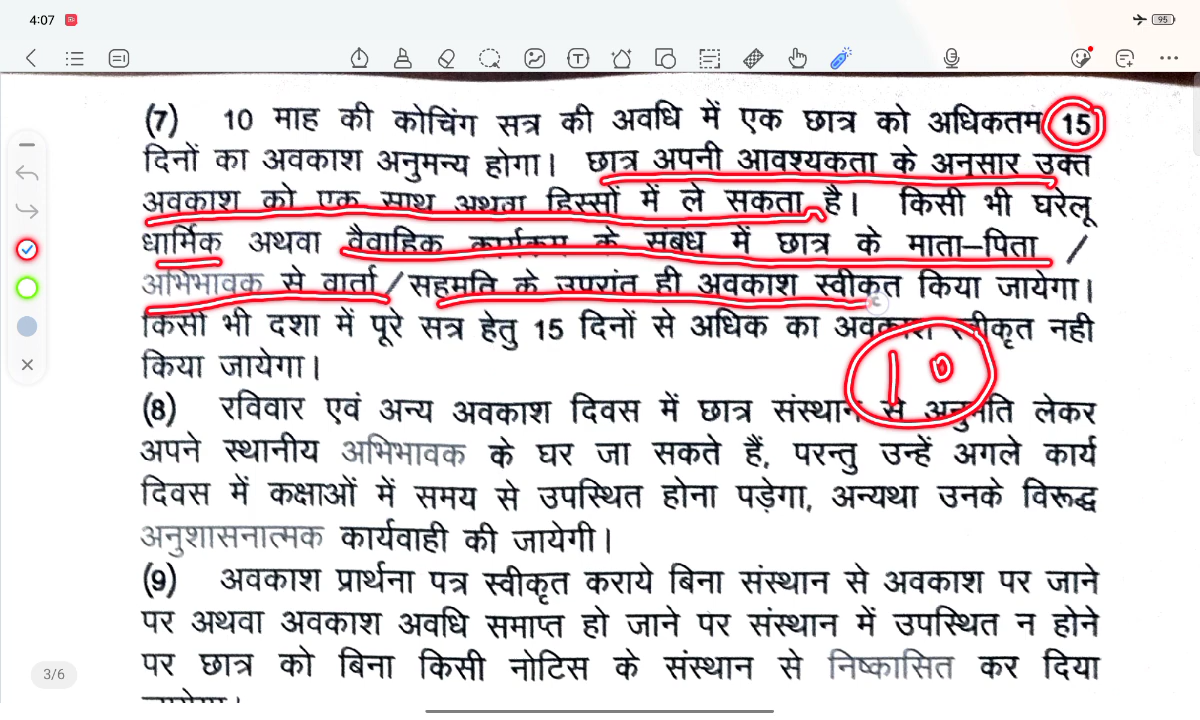 4:07
95
(7) 10 माह की कोचिंग सत्र की अवधि में एक छात्र को अधिकतम 15
दिनों का अवकाश अनुमन्य होगा। छात्र अपनी आवश्यकता के अनुसार उक्त
अवकाश को एक साथ अथवा हिस्सों में ले सकता है। किसी भी घरेलू
धार्मिक अथवा वैवाहिक कार्यक्रम के संबंध में छात्र के माता–पिता /
अभिभावक से वार्ता/सहमति के उपरांत ही अवकाश स्वीकृत किया जायेगा।
किसी भी दशा में पूरे सत्र हेतु 15 दिनों से अधिक का अवकाश स्वीकृत नही
किया जायेगा।
10
(8) रविवार एवं अन्य अवकाश दिवस में छात्र संस्थान से अनुमति लेकर
अपने स्थानीय अभिभावक के घर जा सकते हैं, परन्तु उन्हें अगले कार्य
दिवस में कक्षाओं में समय से उपस्थित होना पड़ेगा, अन्यथा उनके विरूद्ध
अनुशासनात्मक कार्यवाही की जायेगी।
(9) अवकाश प्रार्थना पत्र स्वीकृत कराये बिना संस्थान से अवकाश पर जाने
पर अथवा अवकाश अवधि समाप्त हो जाने पर संस्थान में उपस्थित न होने
पर छात्र को बिना किसी नोटिस के संस्थान से निष्कासित कर दिया
3/6